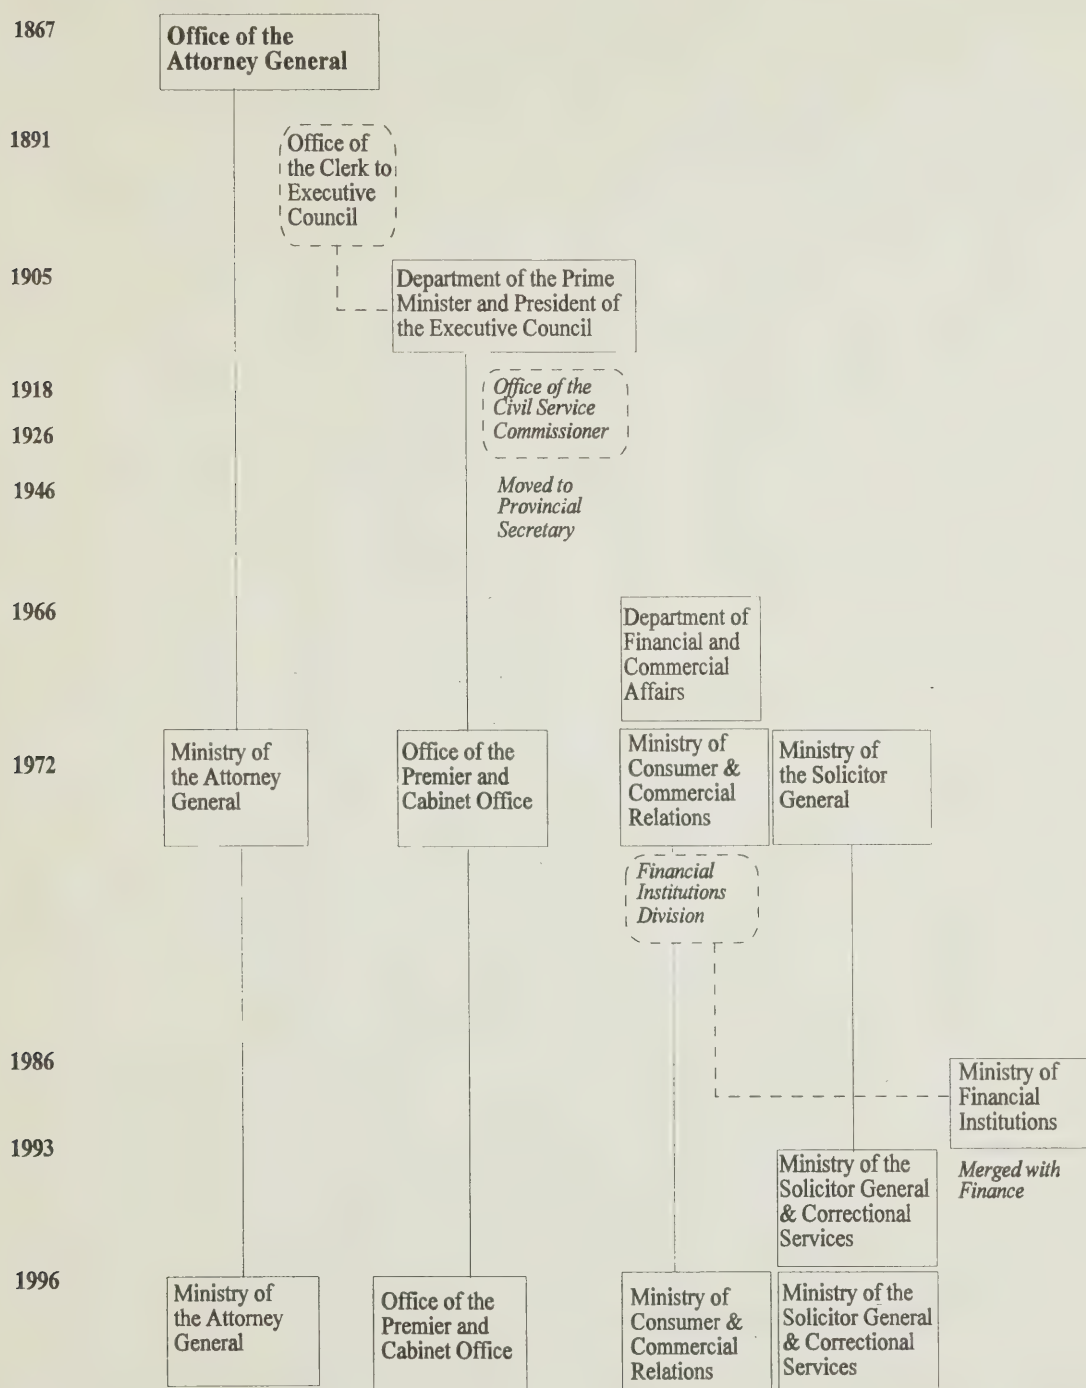 1867
Office of the
Attorney General
1891
Office of
the Clerk to
Executive
Council
1905
Department of the Prime
Minister and President of
the Executive Council
1918
Office of the
Civil Service
1926
Commissioner
1946
Moved to
Provincial
Secretary
1966
Department of
Financial and
Commercial
Affairs
1972
Ministry of
the Attorney
General
Office of the
Premier and
Cabinet Office
Ministry of
Consumer &
Commercial
Relations
Ministry of
the Solicitor
General
Financial
Institutions
Division
1986
Ministry of
Financial
Institutions
1993
Ministry of the
Solicitor General
& Correctional
Services
Merged with
Finance
1996
Ministry of
the Attorney
General
Office of the
Premier and
Cabinet Office
Ministry of
Consumer &
Commercial
Relations
Ministry of the
Solicitor General
& Correctional
Services